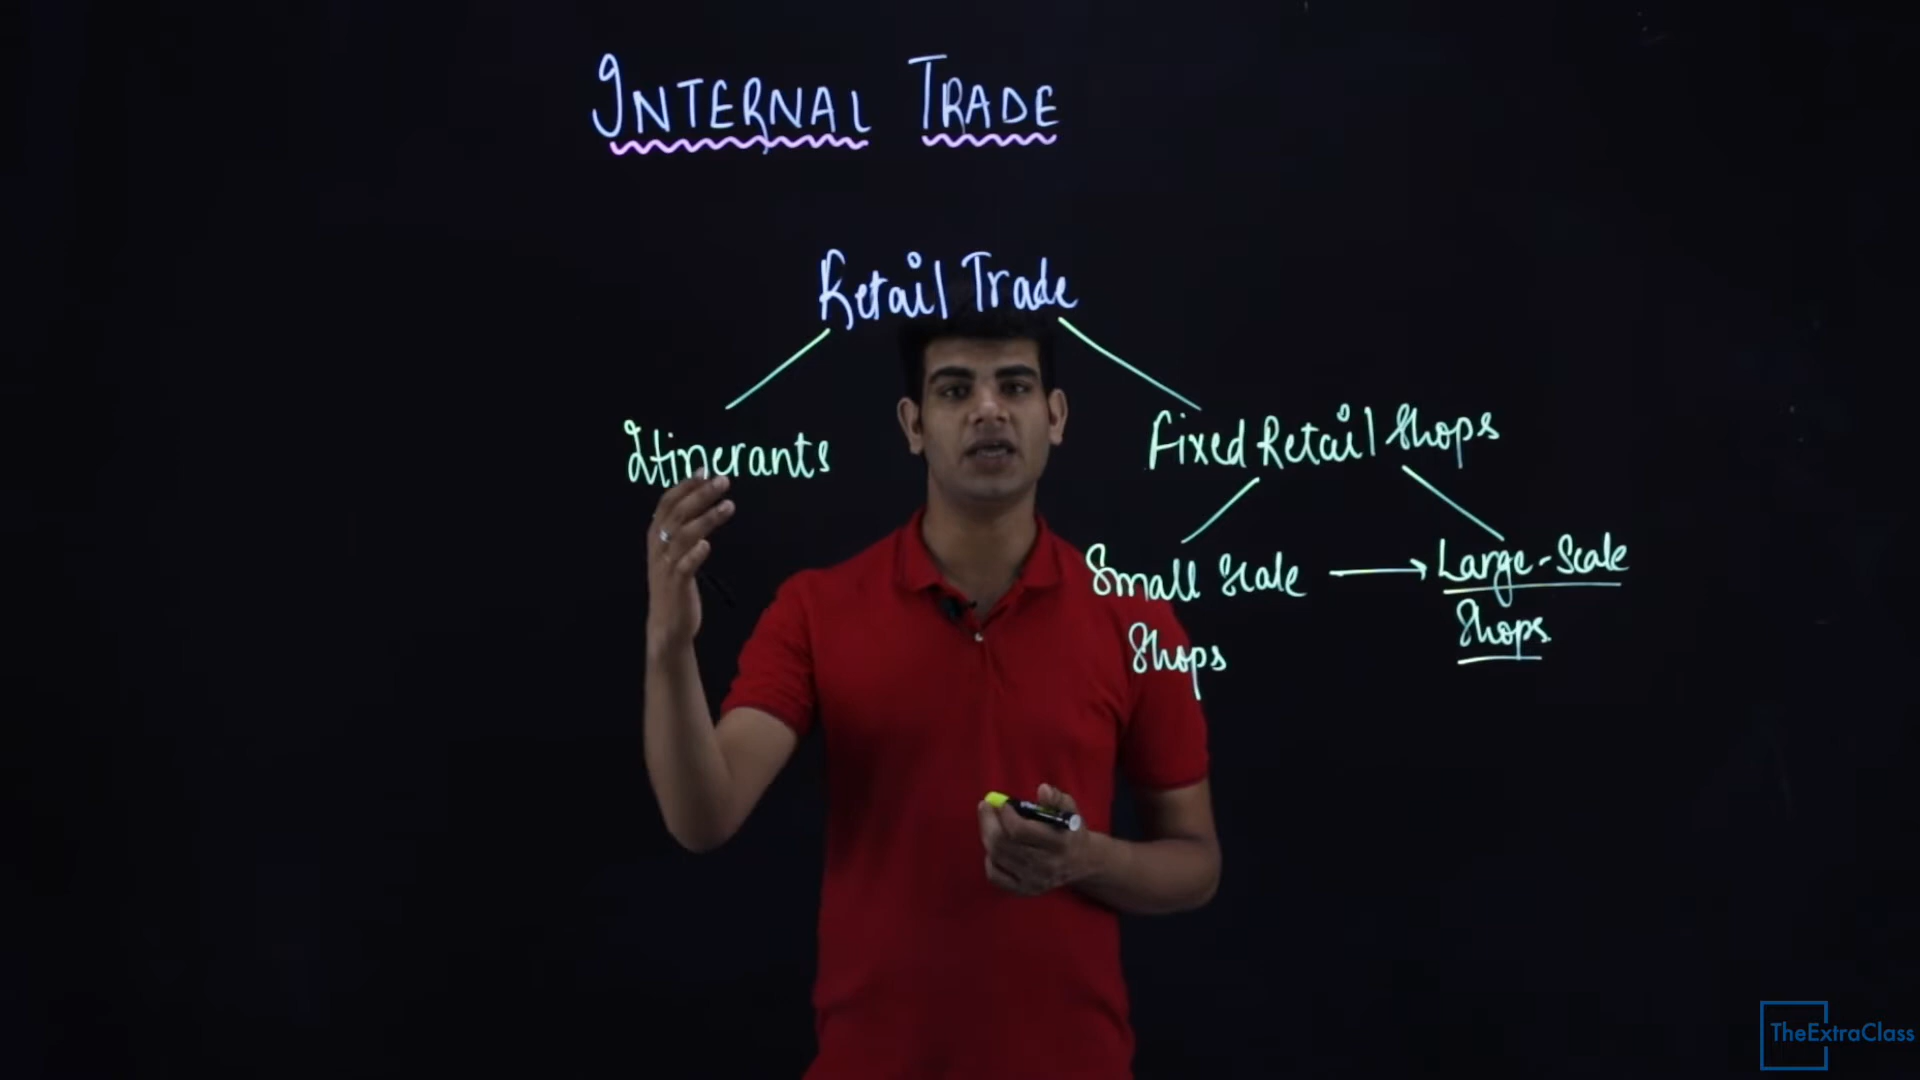 INTERNAL TRADE
Retail Trade
Itinerants
Fixed Retail Shops
Small Scale
Shops
Large-Scale
Shops
TheExtraClass